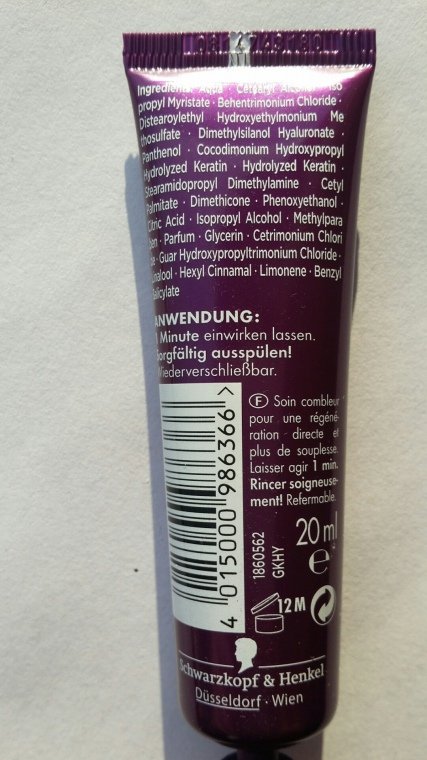 Ingredients: Aqua · Cetearyl Alcohol · Iso
propyl Myristate · Behentrimonium Chloride ·
Distearoylethyl Hydroxyethylmonium Me
thosulfate · Dimethylsilanol Hyaluronate ·
Panthenol · Cocodimonium Hydroxypropyl
Hydrolyzed Keratin · Hydrolyzed Keratin ·
Stearamidopropyl Dimethylamine · Cetyl
Palmitate · Dimethicone · Phenoxyethanol ·
Citric Acid · Isopropyl Alcohol · Methylpara
ben · Parfum · Glycerin · Cetrimonium Chlori
de · Guar Hydroxypropyltrimonium Chloride ·
Linalool · Hexyl Cinnamal · Limonene · Benzyl
Salicylate
ANWENDUNG:
1 Minute einwirken lassen.
Sorgfältig ausspülen!
Wiederverschließbar.
4 015000 986366 >
F Soin combleur
pour une régéné-
ration directe et
plus de souplesse.
Laisser agir 1 min.
Rincer soigneuse-
ment! Refermable.
1860562
GKHY
20 ml
e
12M
Schwarzkopf & Henkel
Düsseldorf · Wien